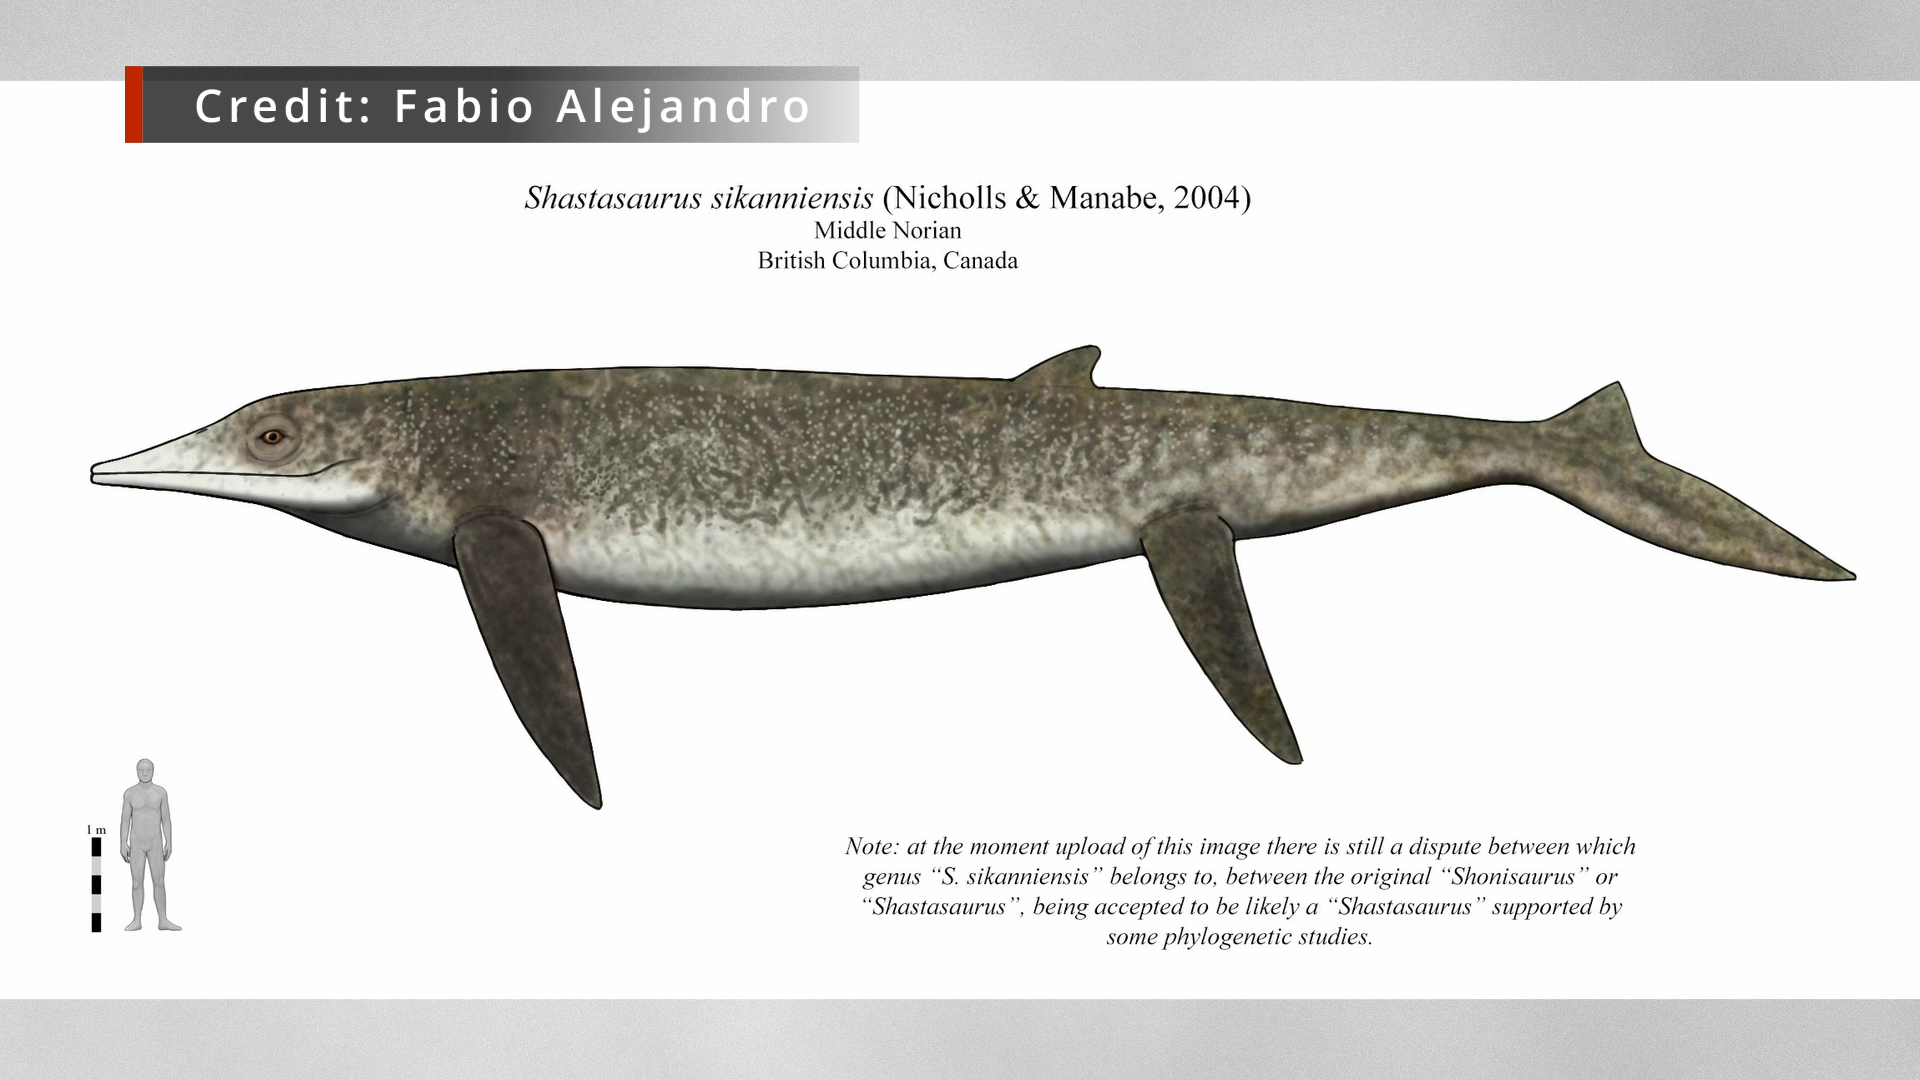 Credit: Fabio Alejandro
Shastasaurus sikanniensis (Nicholls & Manabe, 2004)
Middle Norian
British Columbia, Canada
1 m
Note: at the moment upload of this image there is still a dispute between which
genus “S. sikanniensis” belongs to, between the original “Shonisaurus” or
“Shastasaurus”, being accepted to be likely a “Shastasaurus” supported by
some phylogenetic studies.